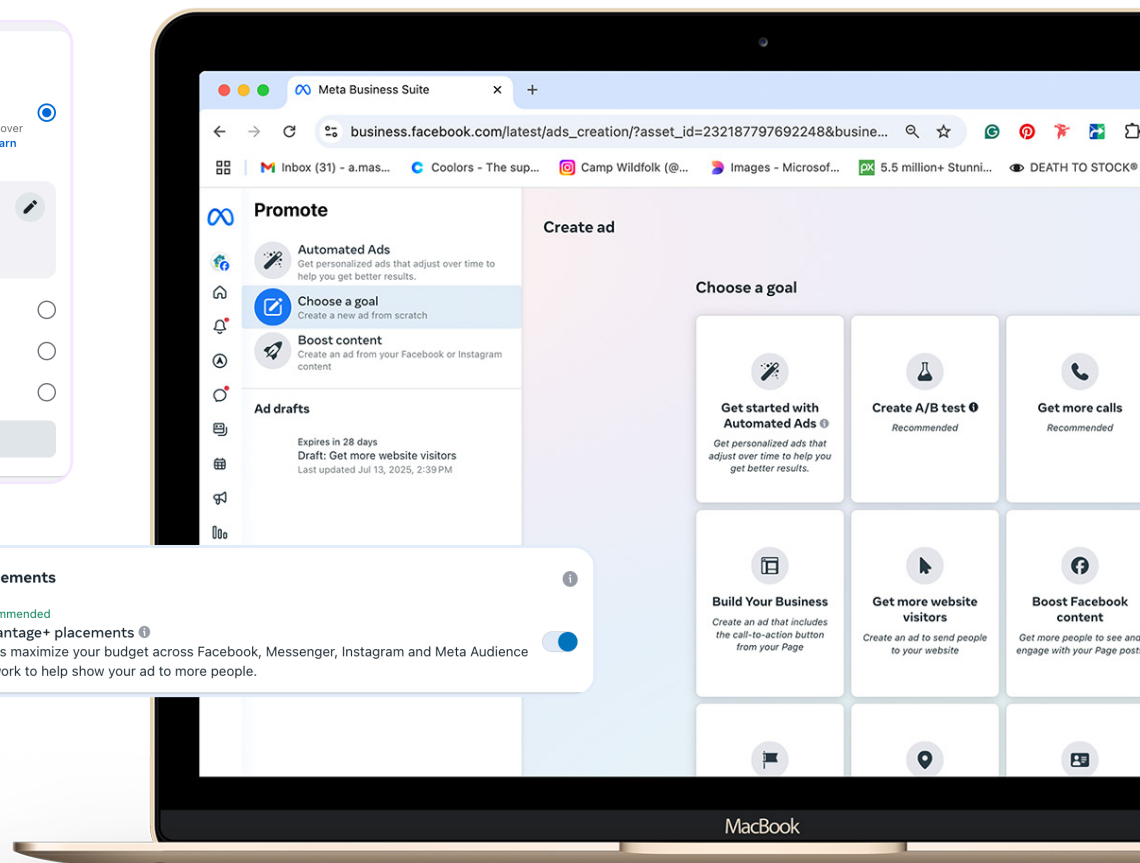 over
arn
Meta Business Suite
business.facebook.com/latest/ads_creation/?asset_id=232187797692248&busine...
Inbox (31) - a.mas...
Coolors - The sup...
Camp Wildfolk (@...
Images - Microsof...
px
5.5 million+ Stunni...
DEATH TO STOCK®
Promote
Automated Ads
Get personalized ads that adjust over time to
help you get better results.
Choose a goal
Create a new ad from scratch
Boost content
Create an ad from your Facebook or Instagram
content
Ad drafts
Expires in 28 days
Draft: Get more website visitors
Last updated Jul 13, 2025, 2:39 PM
Create ad
Choose a goal
Get started with
Automated Ads
Get personalized ads that
adjust over time to help you
get better results.
Create A/B test
Recommended
Get more calls
Recommended
Build Your Business
Create an ad that includes
the call-to-action button
from your Page
Get more website
visitors
Create an ad to send people
to your website
Boost Facebook
content
Get more people to see and
engage with your Page post
ements
mmended
antage+ placements
s maximize your budget across Facebook, Messenger, Instagram and Meta Audience
ork to help show your ad to more people.
MacBook